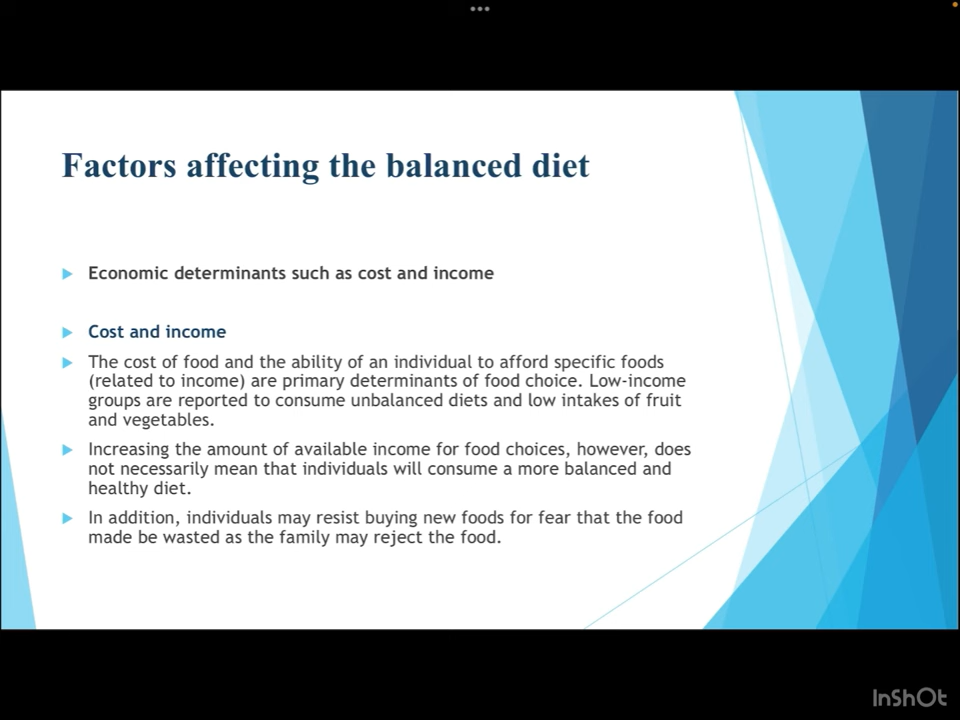 Factors affecting the balanced diet
Economic determinants such as cost and income
Cost and income
The cost of food and the ability of an individual to afford specific foods
(related to income) are primary determinants of food choice. Low-income
groups are reported to consume unbalanced diets and low intakes of fruit
and vegetables.
Increasing the amount of available income for food choices, however, does
not necessarily mean that individuals will consume a more balanced and
healthy diet.
In addition, individuals may resist buying new foods for fear that the food
made be wasted as the family may reject the food.
InShOt